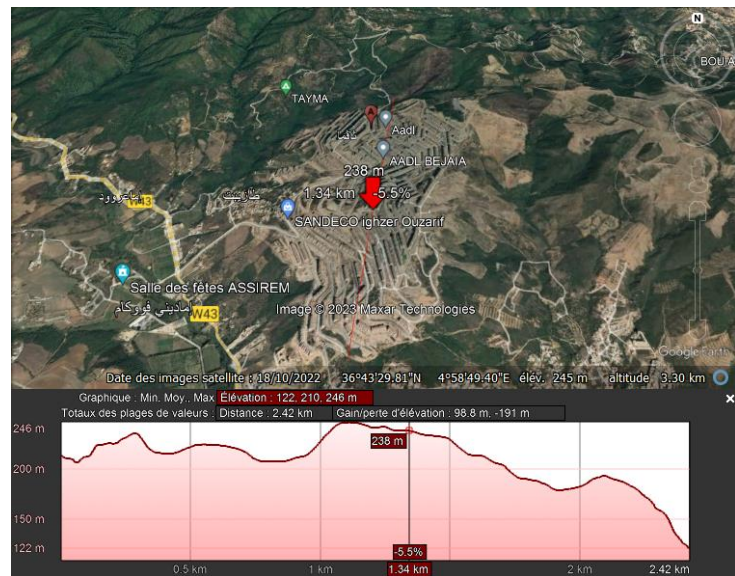 N
BOU A
TAYMA
تاقما
Aadl
AADL BEJAIA
238 m
1.34 km -5.5%
W43
SANDECO ighzer Ouzarif
Salle des fêtes ASSIREM
W43
Image © 2023 Maxar Technologies
Google Earth
Date des images satellite : 18/10/2022 36°43'29.81"N 4°58'49.40"E élév. 245 m altitude 3.30 km
Graphique : Min. Moy., Max Élévation : 122, 210, 246 m
Totaux des plages de valeurs : Distance : 2.42 km Gain/perte d'élévation : 98.8 m, -191 m
246 m
238 m
200 m
150 m
122 m
-5.5%
0.5 km 1 km 1.34 km 2 km 2.42 km